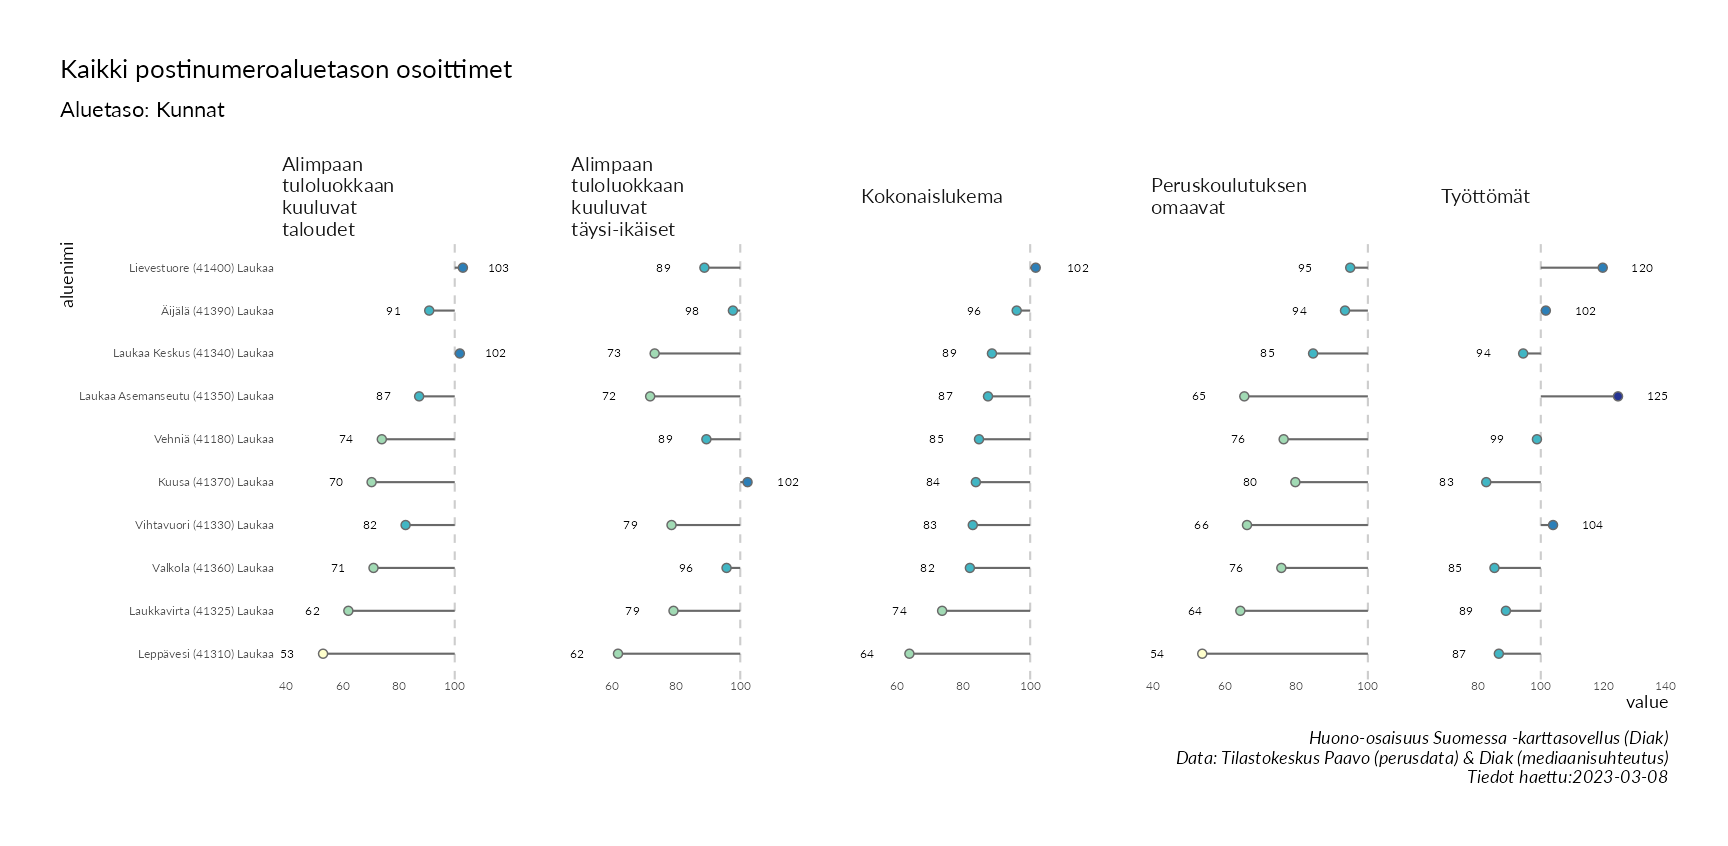 Kaikki postinumeroaluetason osoittimet
Aluetaso: Kunnat
Alimpaan
tuloluokkaan
kuuluvat
taloudet
Alimpaan
tuloluokkaan
kuuluvat
täysi-ikäiset
Kokonaislukema
Peruskoulutuksen
omaavat
Työttömät
aluenimi
Lievestuore (41400) Laukaa 103 89 102 95 120
Äijälä (41390) Laukaa 91 98 96 94 102
Laukaa Keskus (41340) Laukaa 102 73 89 85 94
Laukaa Asemanseutu (41350) Laukaa 87 72 87 65 125
Vehniä (41180) Laukaa 74 89 85 76 99
Kuusa (41370) Laukaa 70 102 84 80 83
Vihtavuori (41330) Laukaa 82 79 83 66 104
Valkola (41360) Laukaa 71 96 82 76 85
Laukkavirta (41325) Laukaa 62 79 74 64 89
Leppävesi (41310) Laukaa 53 62 64 54 87
40 60 80 100 60 80 100 60 80 100 40 60 80 100 80 100 120 140
value
Huono-osaisuus Suomessa -karttasovellus (Diak)
Data: Tilastokeskus Paavo (perusdata) & Diak (mediaanisuhteutus)
Tiedot haettu:2023-03-08